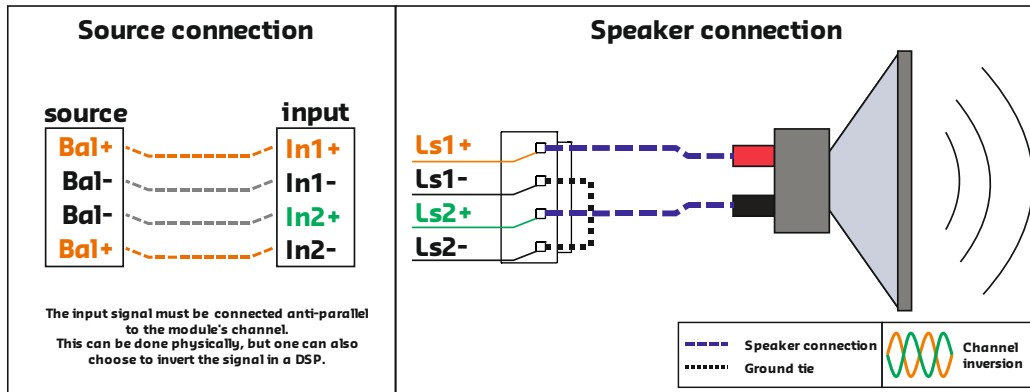 Source connection
source
input
Bal+
In1+
Bal-
In1-
Bal-
In2+
Bal+
In2-
The input signal must be connected anti-parallel
to the module's channel.
This can be done physically, but one can also
choose to invert the signal in a DSP.
Speaker connection
Ls1+
Ls1-
Ls2+
Ls2-
Speaker connection
Ground tie
Channel
inversion